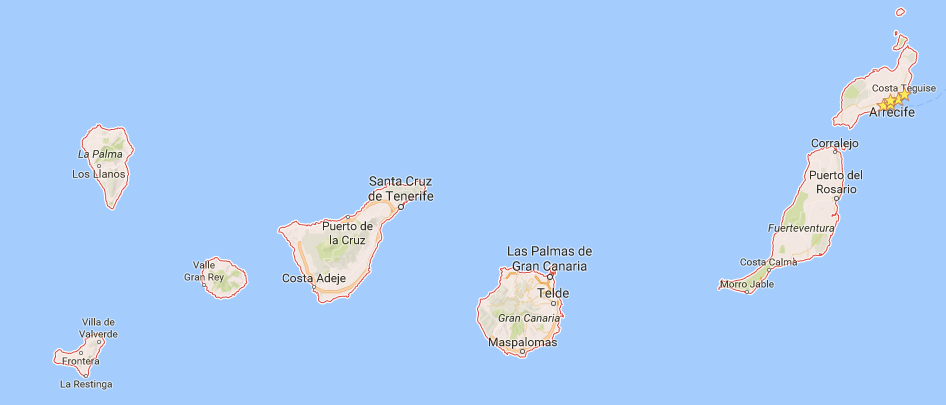 Costa Teguise
Arrecife
Corralejo
La Palma
Los Llanos
Puerto del
Rosario
Santa Cruz
de Tenerife
Puerto de
la Cruz
Fuerteventura
Las Palmas de
Gran Canaria
Costa Calma
Valle
Gran Rey
Costa Adeje
Morro Jable
Telde
Gran Canaria
Villa de
Valverde
Maspalomas
Frontera
La Restinga